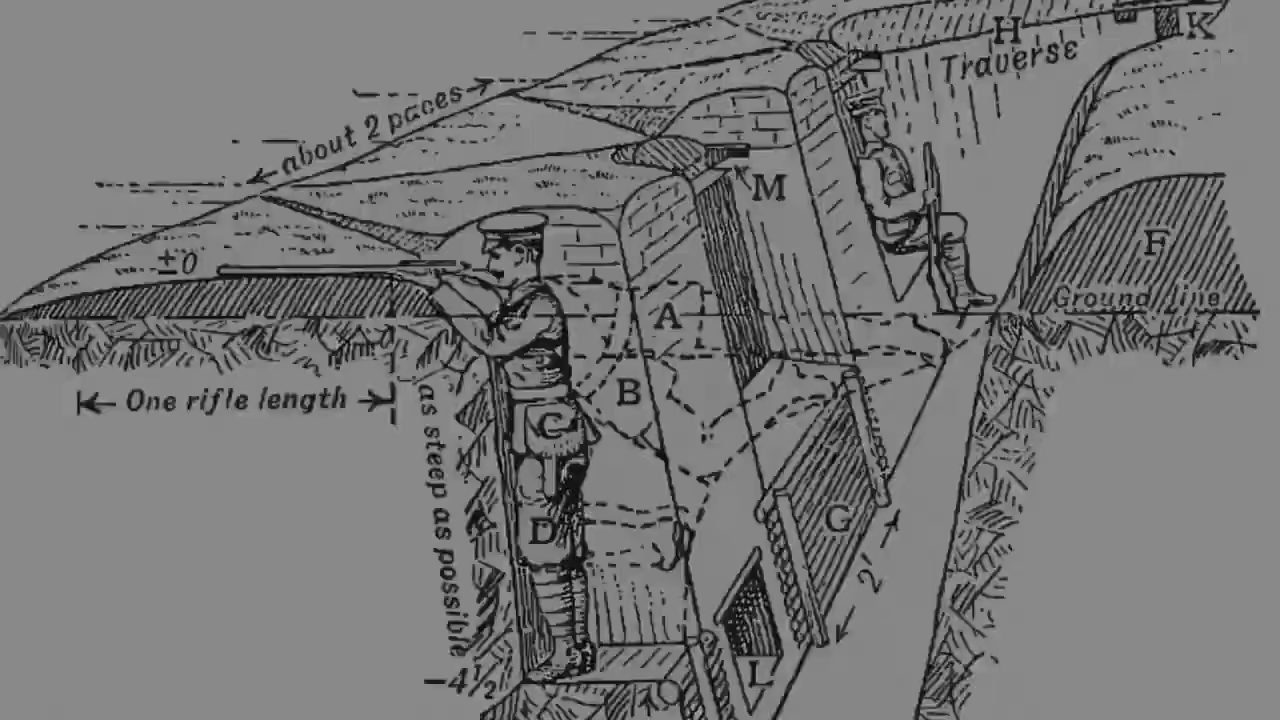 H
K
Traverse
about 2 paces
M
±0
F
Ground line
A
B
One rifle length
as steep as possible
C
D
G
2'
L
-4½